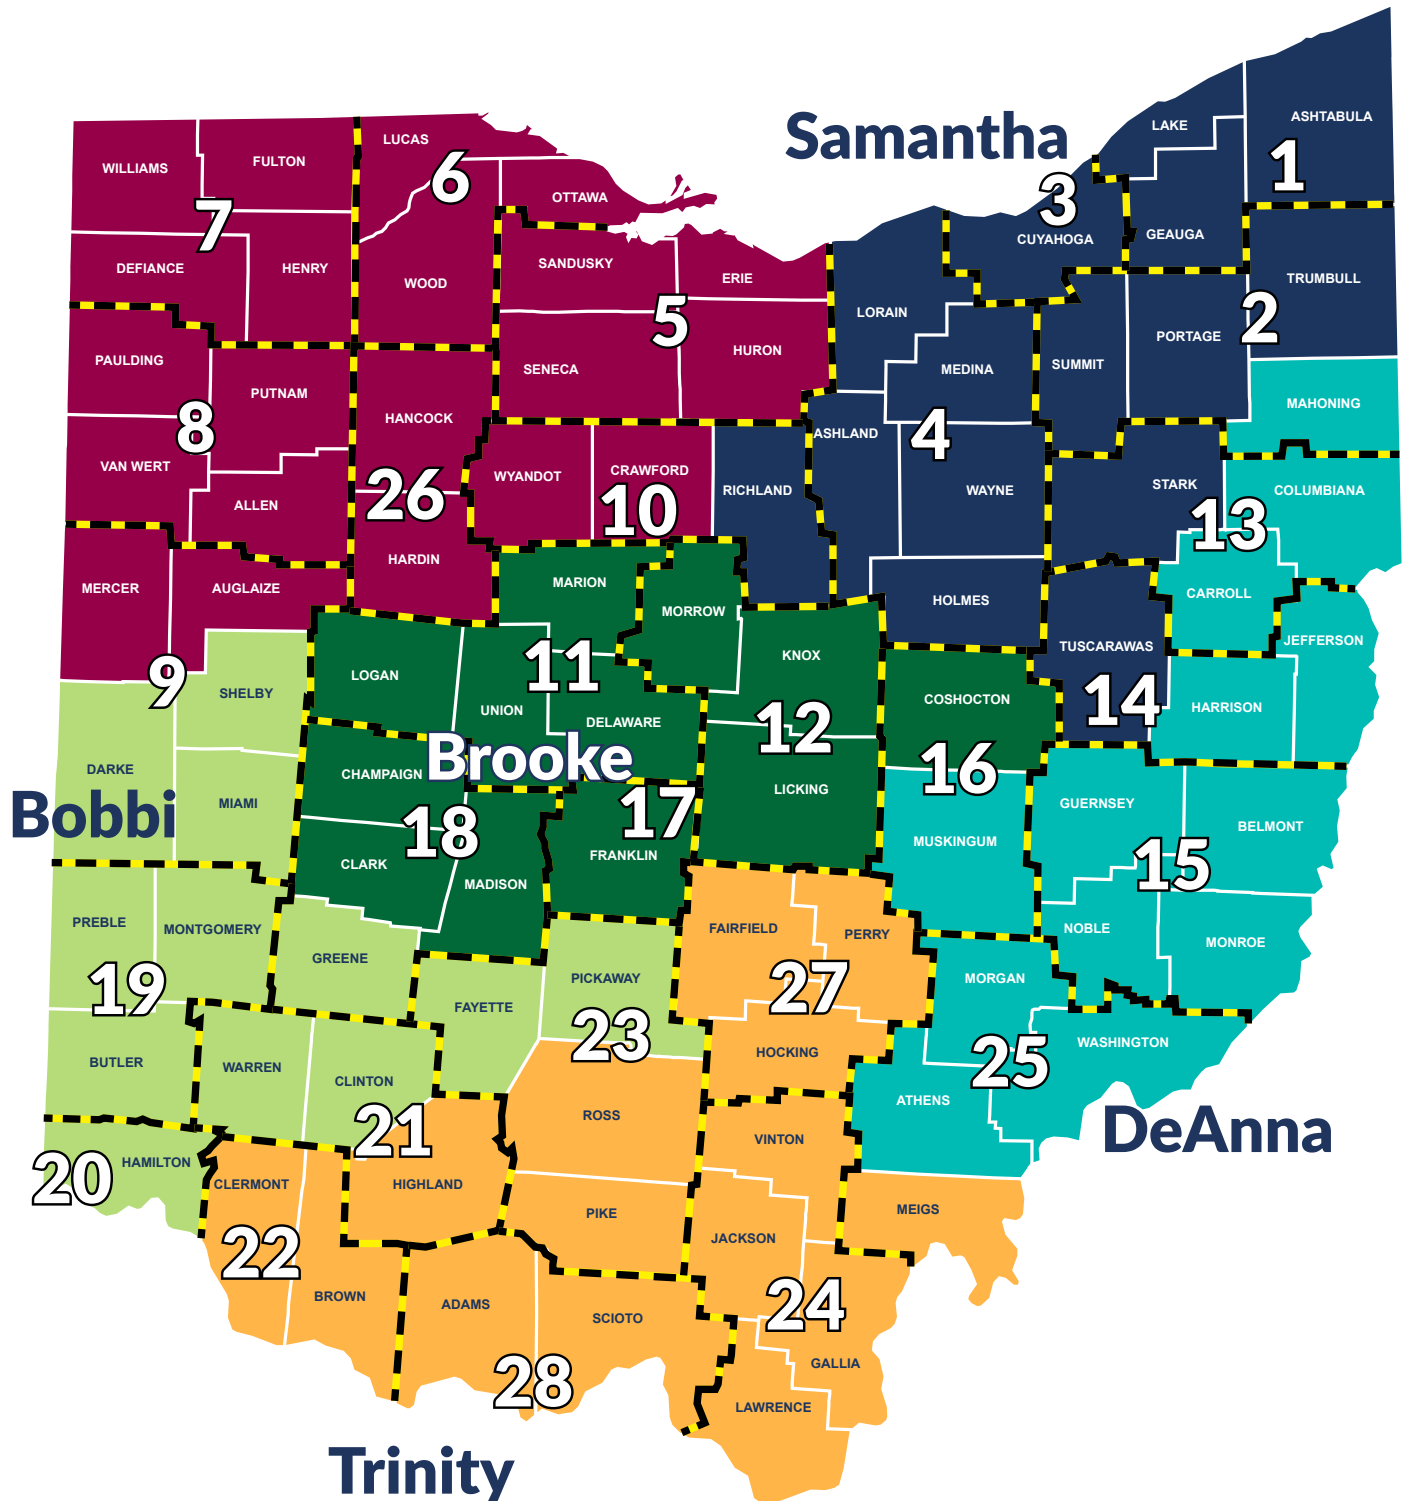 Samantha
LAKE
ASHTABULA
1
LUCAS
FULTON
WILLIAMS
6
3
OTTAWA
7
CUYAHOGA
GEAUGA
DEFIANCE
HENRY
SANDUSKY
ERIE
WOOD
TRUMBULL
LORAIN
5
2
PORTAGE
HURON
PAULDING
SENECA
MEDINA
SUMMIT
PUTNAM
MAHONING
HANCOCK
8
ASHLAND
4
VAN WERT
WYANDOT
CRAWFORD
RICHLAND
WAYNE
STARK
COLUMBIANA
26
10
ALLEN
13
HARDIN
MERCER
AUGLAIZE
MARION
CARROLL
MORROW
HOLMES
JEFFERSON
TUSCARAWAS
KNOX
11
LOGAN
9
SHELBY
COSHOCTON
14
HARRISON
UNION
DELAWARE
12
Brooke
DARKE
CHAMPAIGN
16
LICKING
MIAMI
GUERNSEY
Bobbi
17
BELMONT
18
MUSKINGUM
FRANKLIN
CLARK
15
MADISON
PREBLE
MONTGOMERY
FAIRFIELD
PERRY
NOBLE
MONROE
GREENE
PICKAWAY
MORGAN
19
27
FAYETTE
23
WASHINGTON
HOCKING
BUTLER
WARREN
25
CLINTON
ATHENS
ROSS
21
DeAnna
VINTON
HAMILTON
20
CLERMONT
HIGHLAND
MEIGS
PIKE
JACKSON
22
BROWN
ADAMS
24
SCIOTO
GALLIA
28
LAWRENCE
Trinity